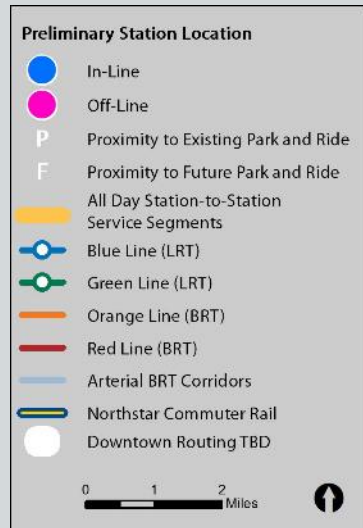 Preliminary Station Location
In-Line
Off-Line
P Proximity to Existing Park and Ride
F Proximity to Future Park and Ride
All Day Station-to-Station
Service Segments
Blue Line (LRT)
Green Line (LRT)
Orange Line (BRT)
Red Line (BRT)
Arterial BRT Corridors
Northstar Commuter Rail
Downtown Routing TBD
0 1 2
Miles